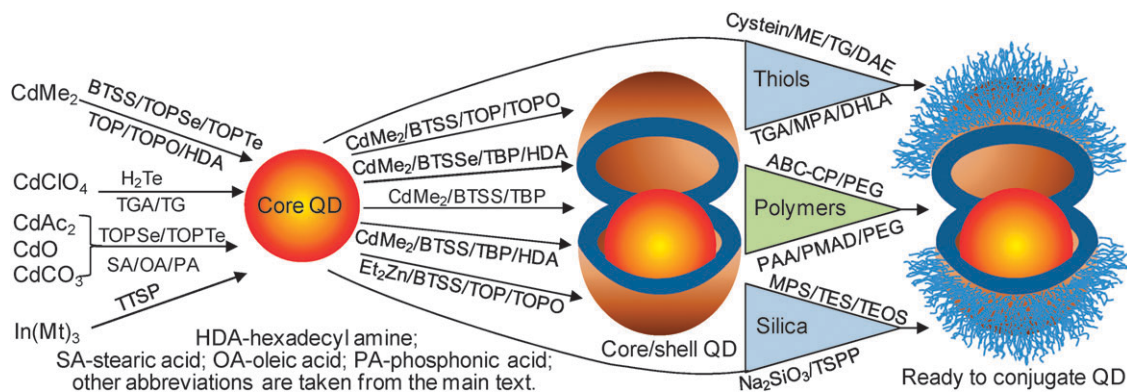 CdMe₂
BTSS/TOPSe/TOPTe
TOP/TOPO/HDA
CdClO₄
H₂Te
TGA/TG
CdAc₂
CdO
CdCO₃
TOPSe/TOPTe
SA/OA/PA
In(Mt)₃
TTSP
Core QD
CdMe₂/BTSS/TOP/TOPO
CdMe₂/BTSSe/TBP/HDA
CdMe₂/BTSS/TBP
CdMe₂/BTSS/TBP/HDA
Et₂Zn/BTSS/TOP/TOPO
HDA-hexadecyl amine;
SA-stearic acid; OA-oleic acid; PA-phosphonic acid;
other abbreviations are taken from the main text.
Core/shell QD
Cystein/ME/TG/DAE
Thiols
TGA/MPA/DHLA
ABC-CP/PEG
Polymers
PAA/PMAD/PEG
MPS/TES/TEOS
Silica
Na₂SiO₃/TSPP
Ready to conjugate QD